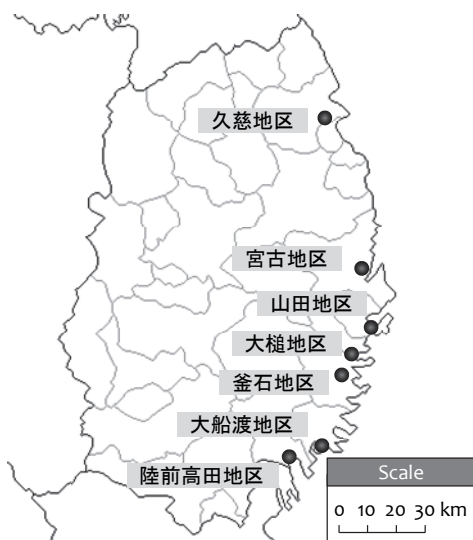 久慈地区
宮古地区
山田地区
大槌地区
釜石地区
大船渡地区
陸前高田地区
Scale
0 10 20 30 km